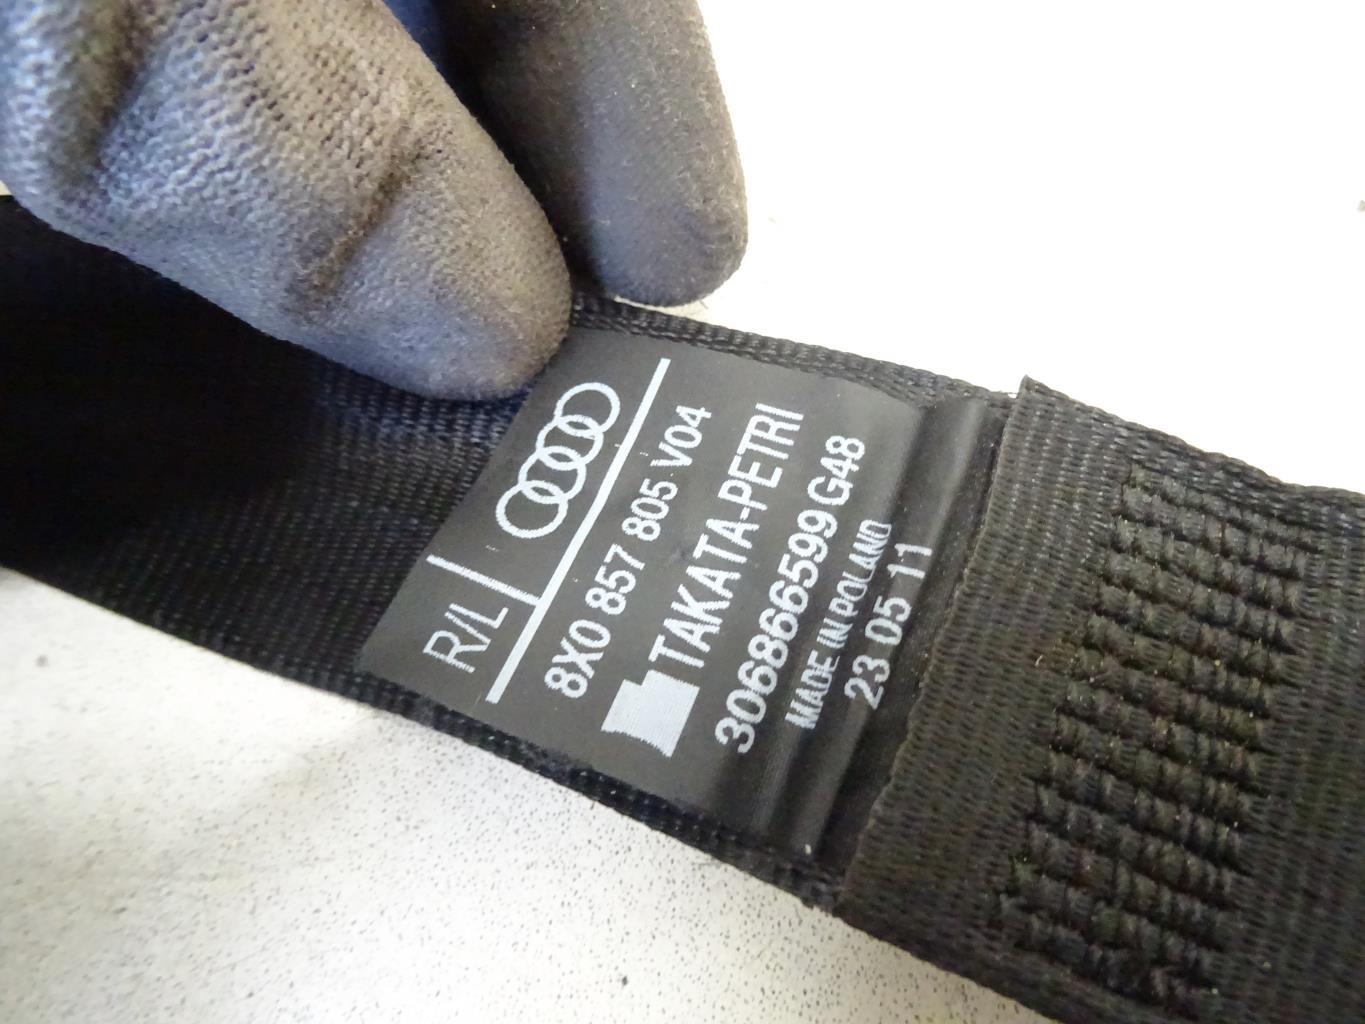 R/L
8X0 857 805 V04
TAKATA-PETRI
306866599 G48
MADE IN POLAND
23 05 11